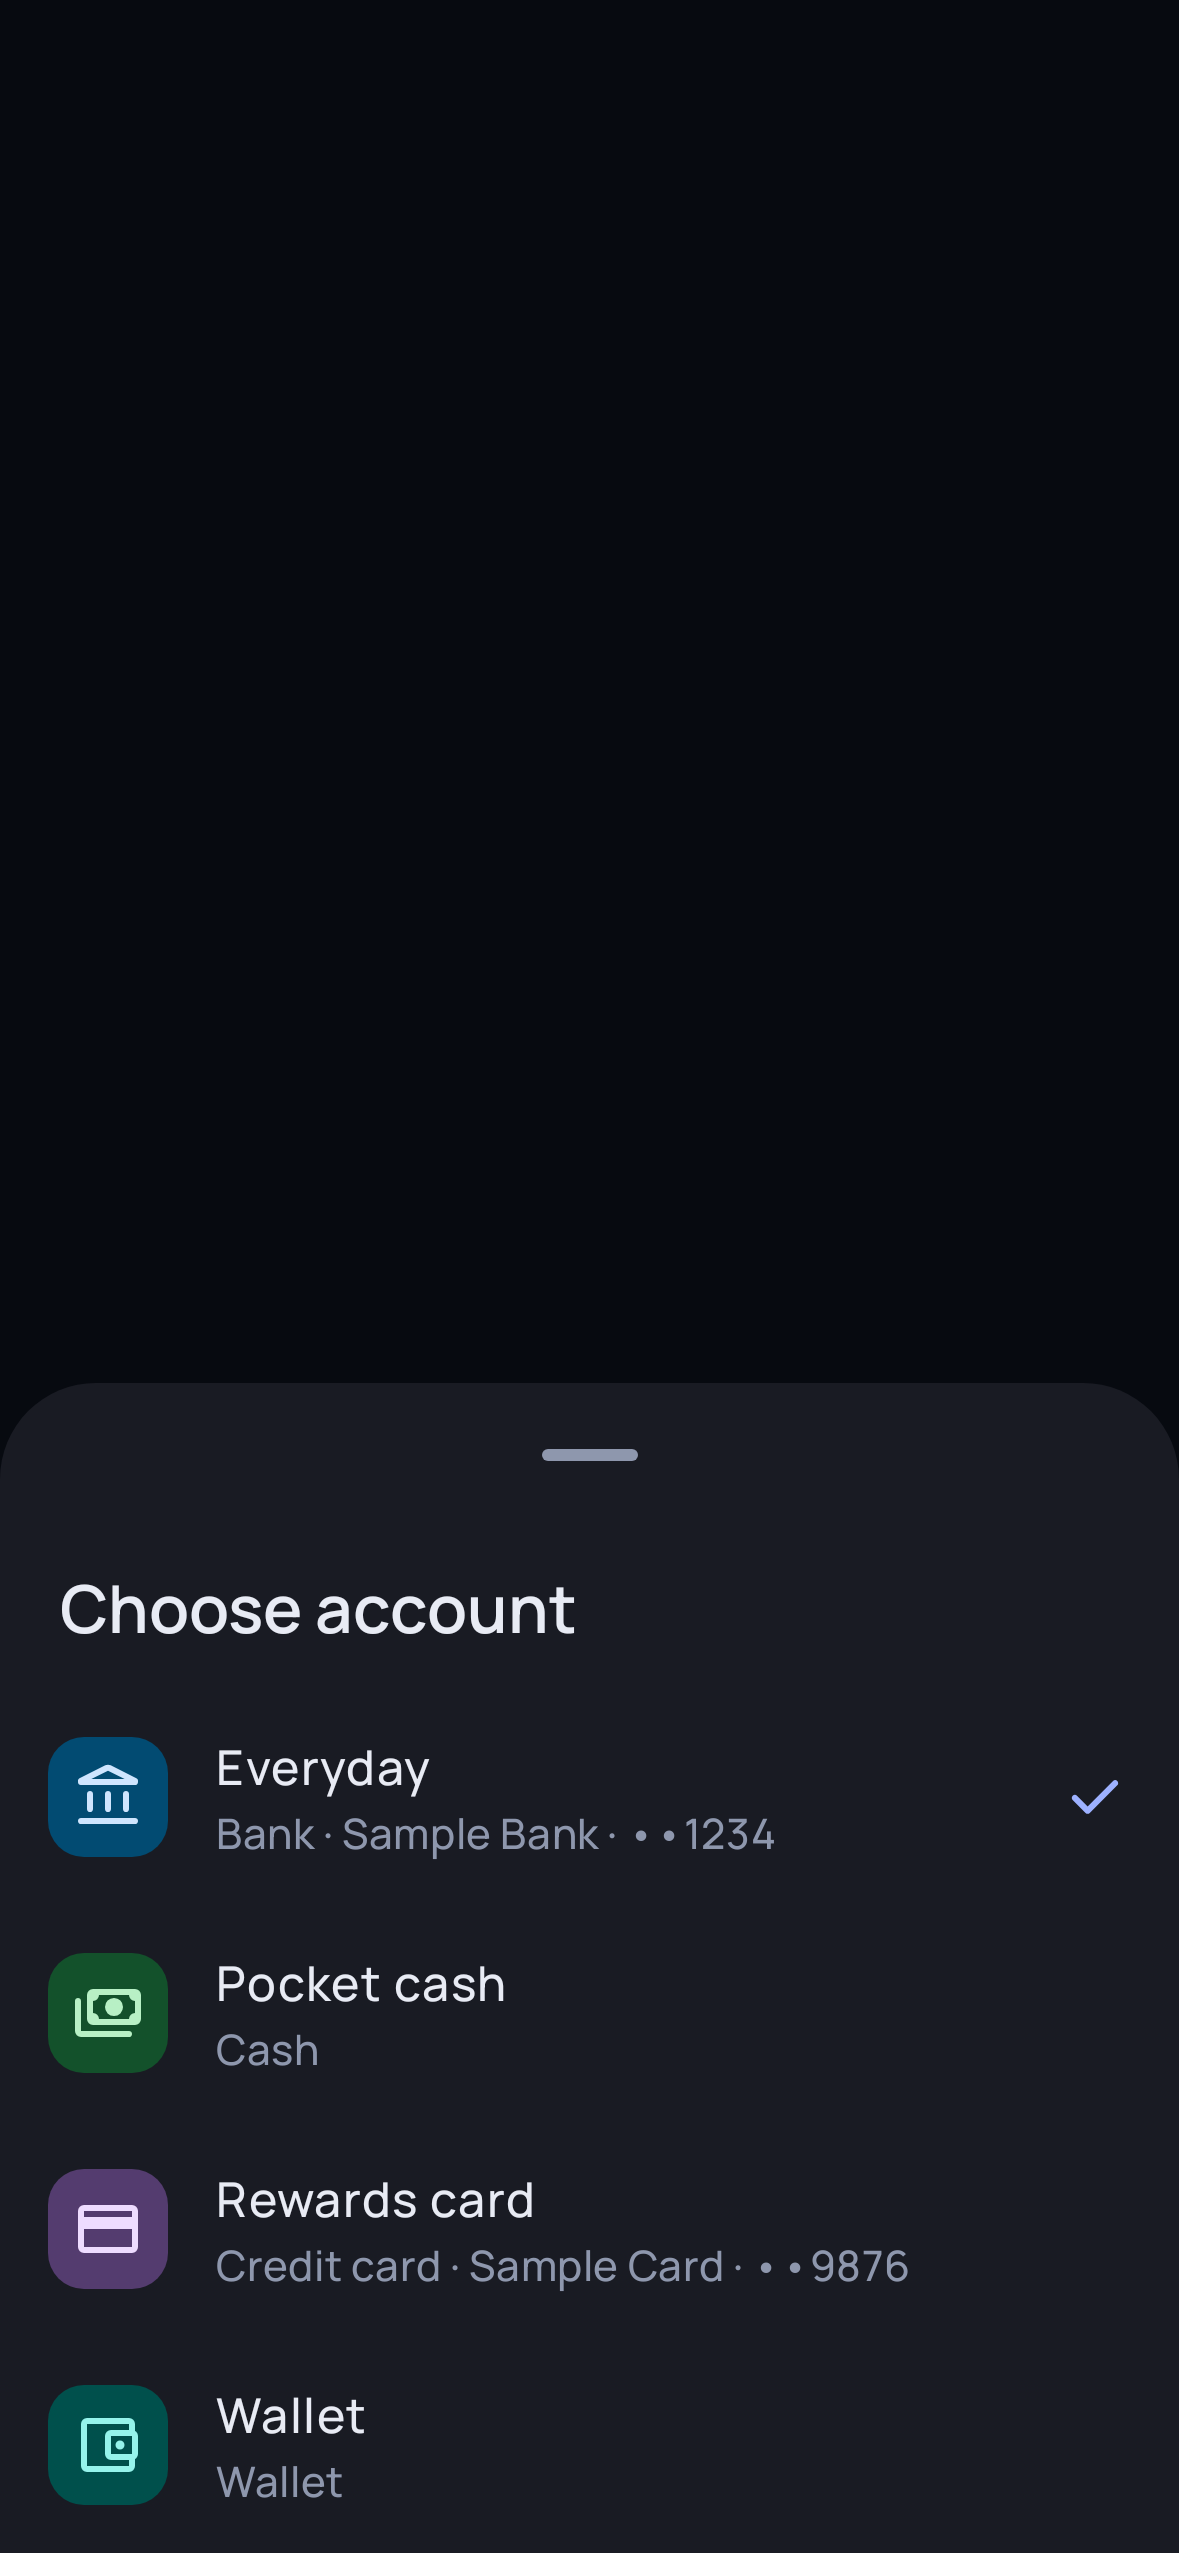 Choose account
Everyday
Bank · Sample Bank · ••1234
Pocket cash
Cash
Rewards card
Credit card · Sample Card · ••9876
Wallet
Wallet